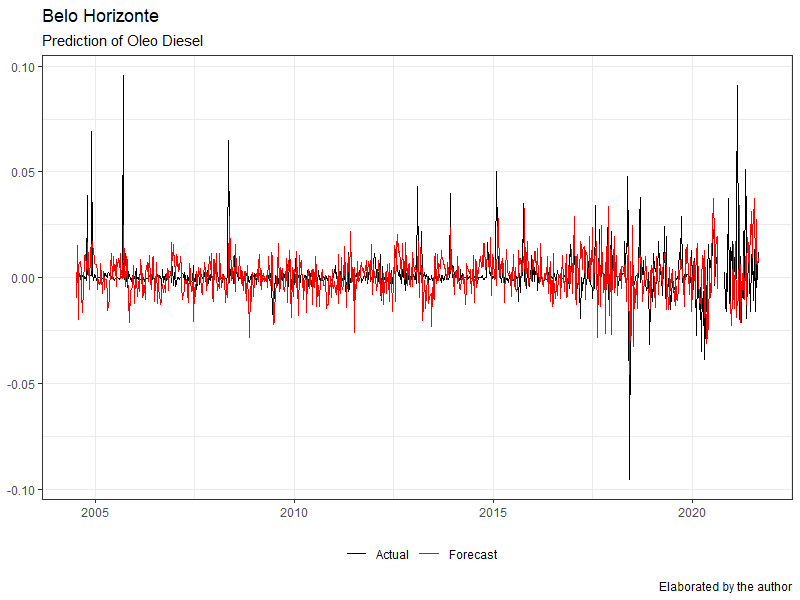 Belo Horizonte
Prediction of Oleo Diesel
0.10
0.05
0.00
-0.05
-0.10
2005 2010 2015 2020
Actual Forecast
Elaborated by the author